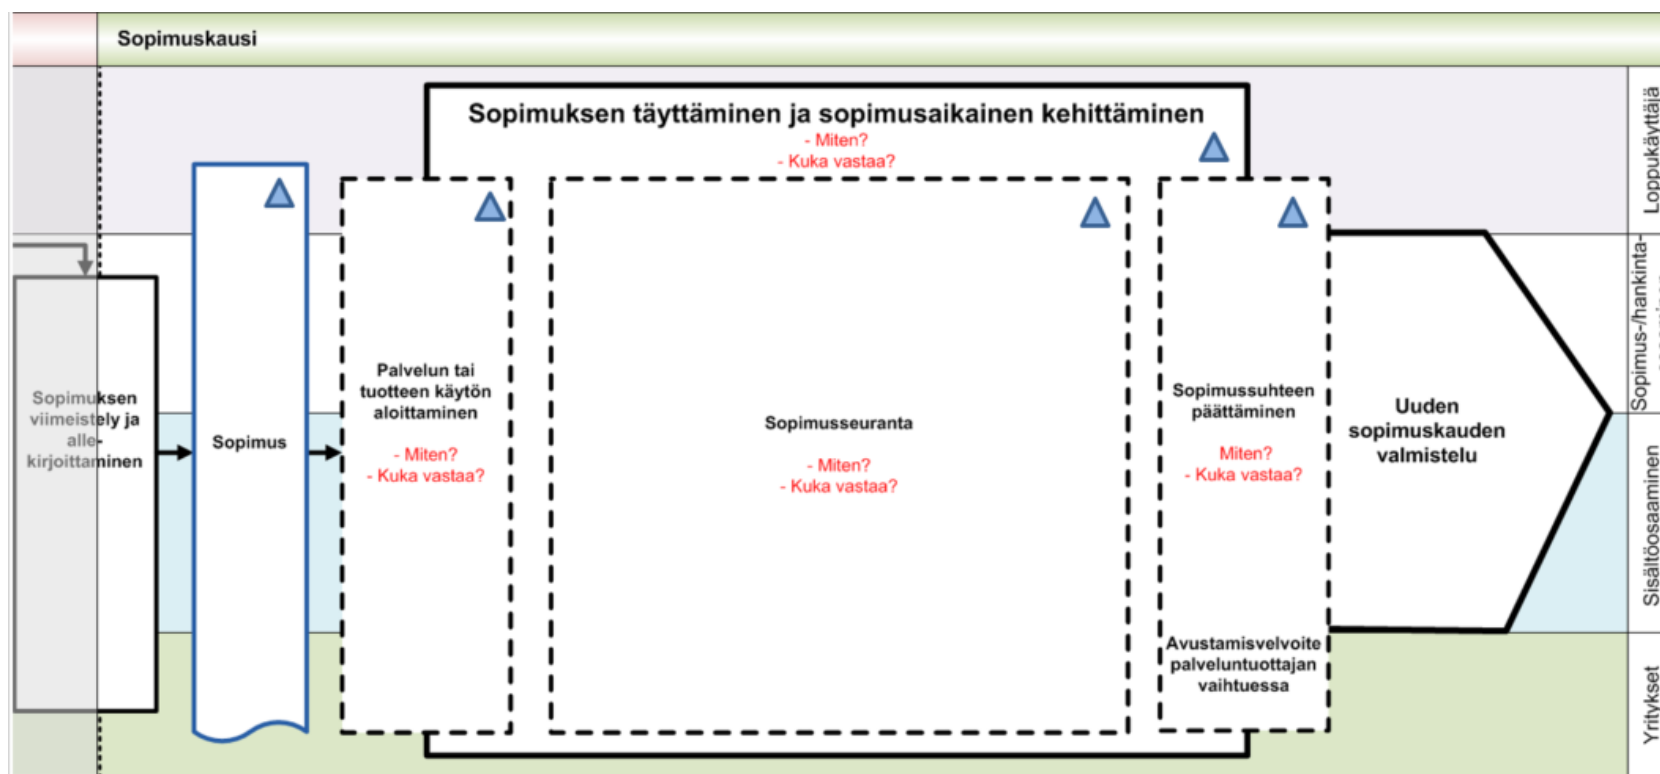 Sopimuskausi
Sopimuksen täyttäminen ja sopimusaikainen kehittäminen
- Miten?
- Kuka vastaa?
Sopimuksen
viimeistely ja
alle-
kirjoittaminen
Sopimus
Palvelun tai
tuotteen käytön
aloittaminen
- Miten?
- Kuka vastaa?
Sopimusseuranta
- Miten?
- Kuka vastaa?
Sopimussuhteen
päättäminen
Miten?
- Kuka vastaa?
Avustamisvelvoite
palveluntuottajan
vaihtuessa
Uuden
sopimuskauden
valmistelu
Loppukäyttäjä
Sopimus-/hankinta-
Sisältöosaaminen
Yritykset